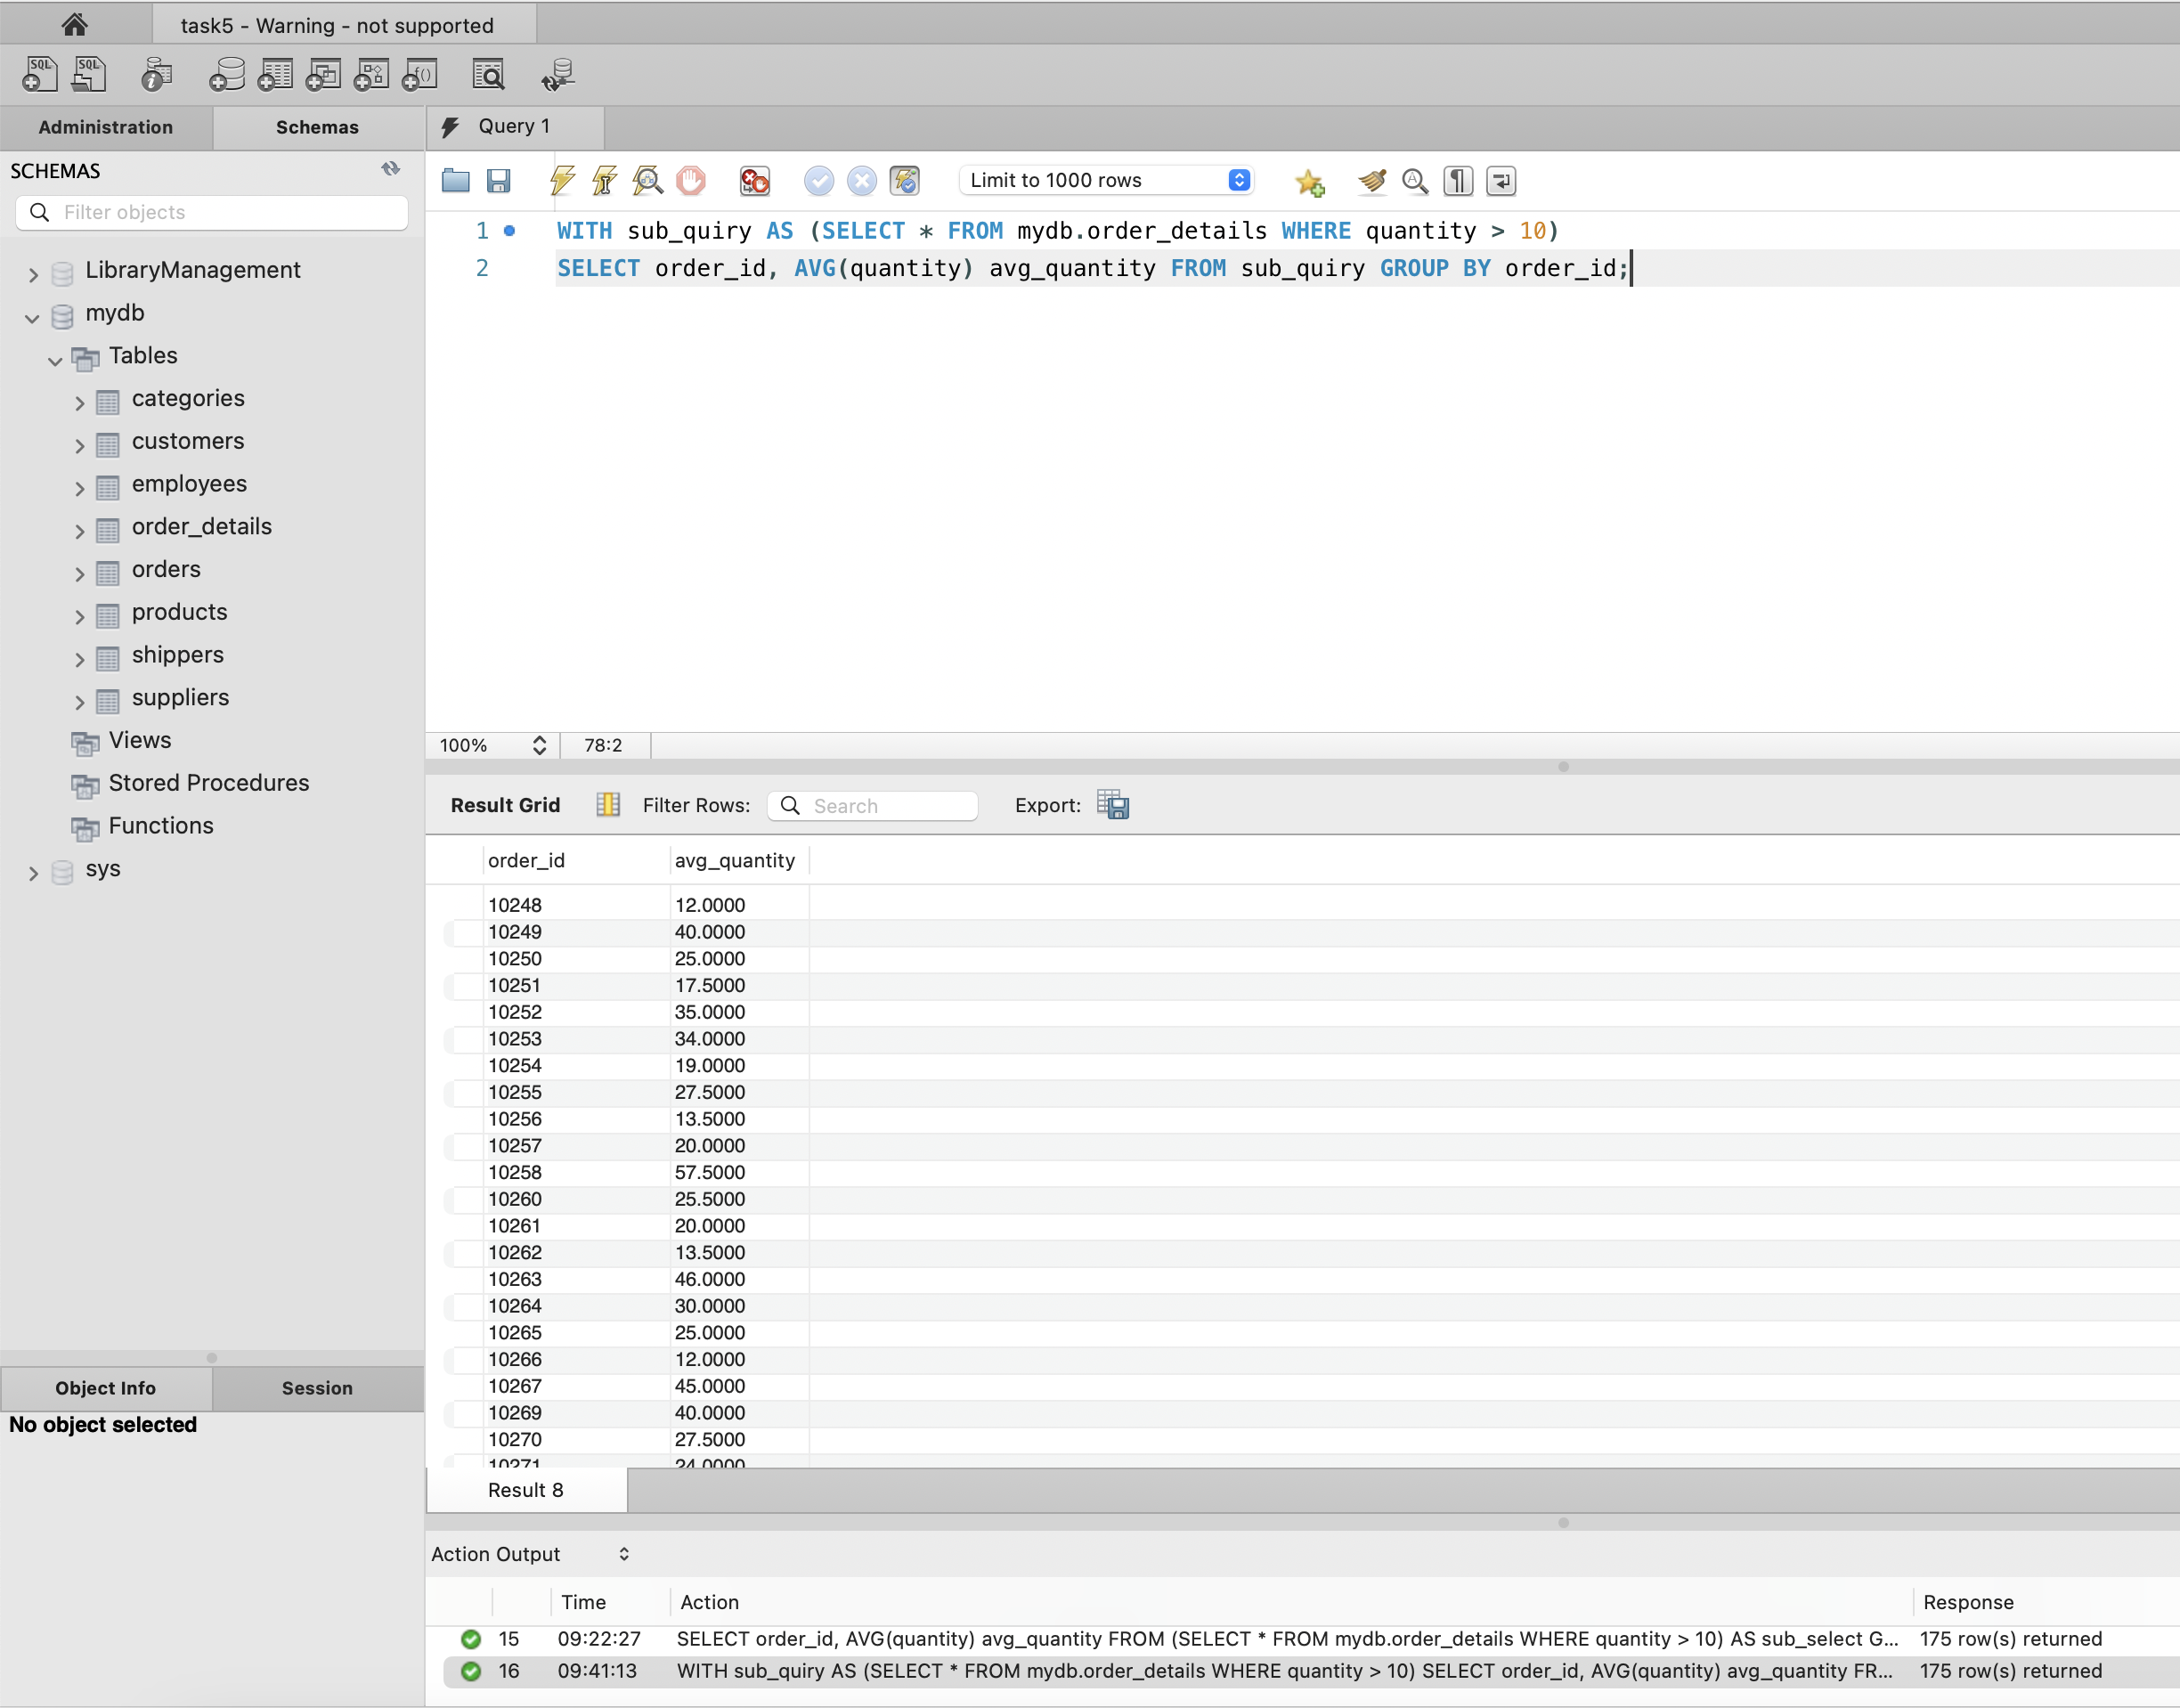 task5 - Warning - not supported
Administration
Schemas
Query 1
SCHEMAS
Filter objects
LibraryManagement
mydb
Tables
categories
customers
employees
order_details
orders
products
shippers
suppliers
Views
Stored Procedures
Functions
sys
Object Info
Session
No object selected
Limit to 1000 rows
1 WITH sub_quiry AS (SELECT * FROM mydb.order_details WHERE quantity > 10)
2 SELECT order_id, AVG(quantity) avg_quantity FROM sub_quiry GROUP BY order_id;
100% 78:2
Result Grid Filter Rows: Search Export:
order_id avg_quantity
10248 12.0000
10249 40.0000
10250 25.0000
10251 17.5000
10252 35.0000
10253 34.0000
10254 19.0000
10255 27.5000
10256 13.5000
10257 20.0000
10258 57.5000
10260 25.5000
10261 20.0000
10262 13.5000
10263 46.0000
10264 30.0000
10265 25.0000
10266 12.0000
10267 45.0000
10269 40.0000
10270 27.5000
10271 24.0000
Result 8
Action Output
Time Action Response
15 09:22:27 SELECT order_id, AVG(quantity) avg_quantity FROM (SELECT * FROM mydb.order_details WHERE quantity > 10) AS sub_select G... 175 row(s) returned
16 09:41:13 WITH sub_quiry AS (SELECT * FROM mydb.order_details WHERE quantity > 10) SELECT order_id, AVG(quantity) avg_quantity FR... 175 row(s) returned